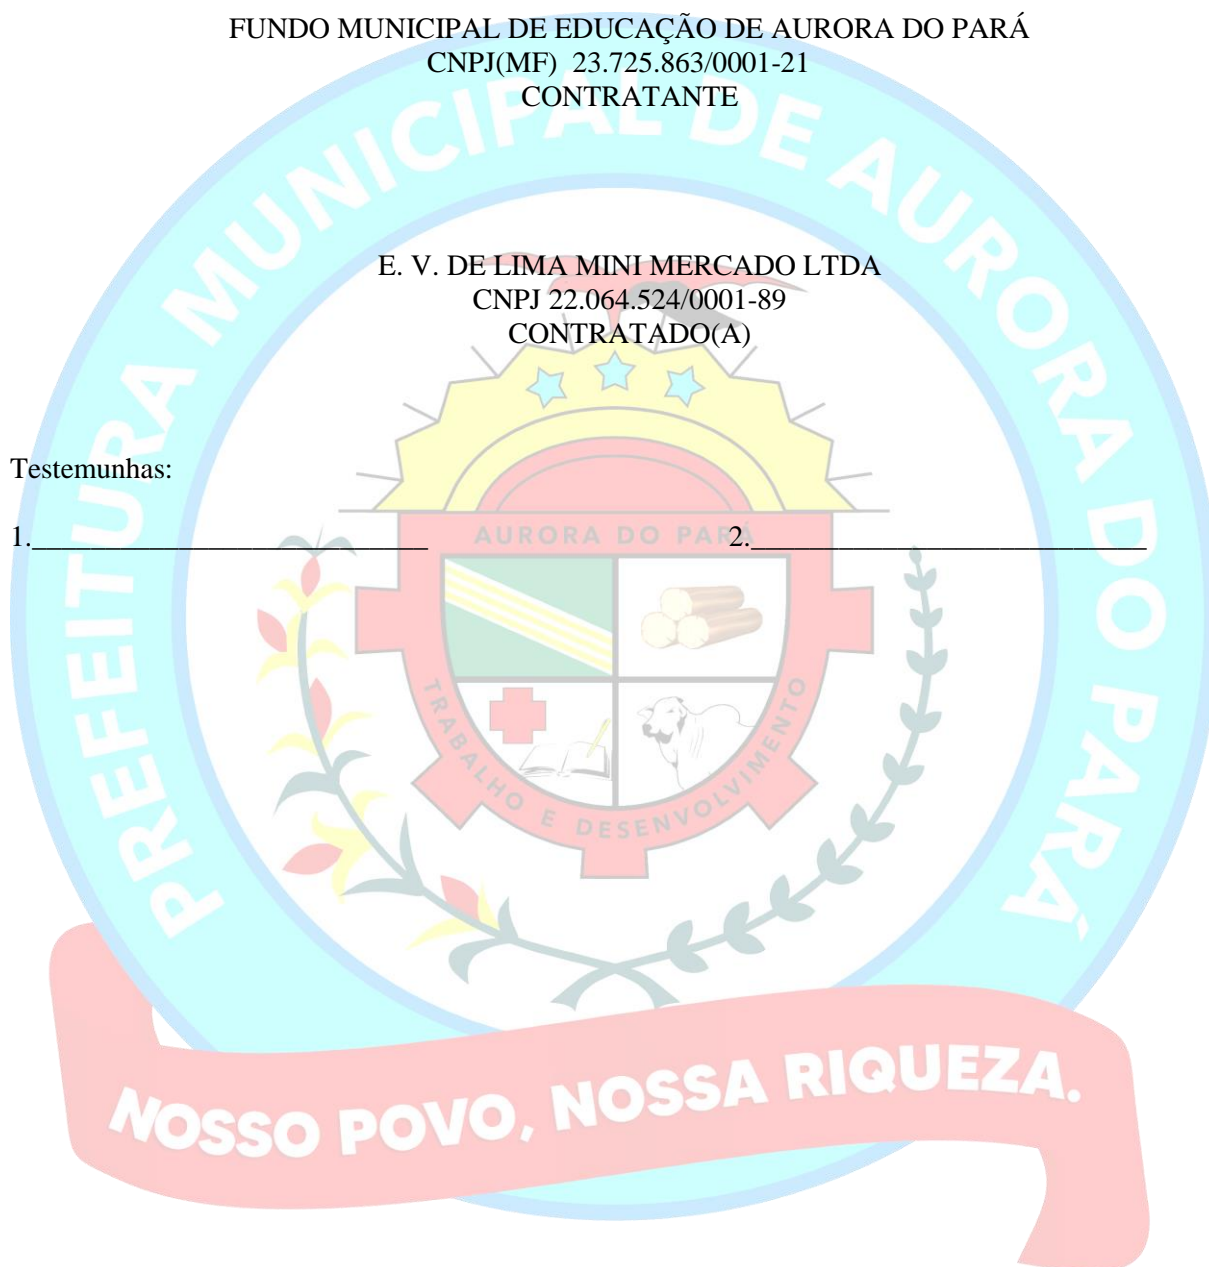 FUNDO MUNICIPAL DE EDUCAÇÃO DE AURORA DO PARÁ
CNPJ(MF) 23.725.863/0001-21
CONTRATANTE
PREFEITURA MUNICIPAL DE AURORA DO PARÁ
E. V. DE LIMA MINI MERCADO LTDA
CNPJ 22.064.524/0001-89
CONTRATADO(A)
Testemunhas:
1.___________________________ 2.___________________________
AURORA DO PARÁ
TRABALHO E DESENVOLVIMENTO
NOSSO POVO, NOSSA RIQUEZA.